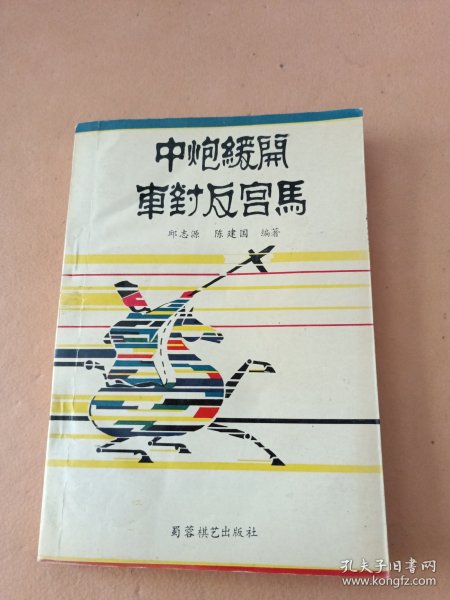 中炮緩開
車對反宫馬
邱志源 陈建国 编著
蜀蓉棋艺出版社
孔夫子旧书网
www.kongfz.com